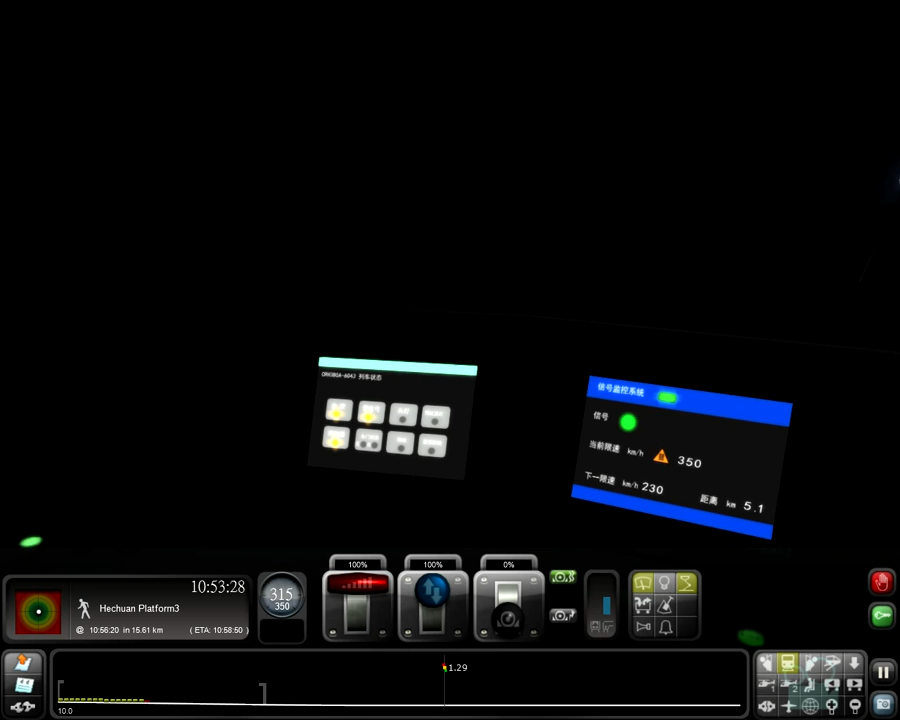 CRH380A-6042 列车状态
信号监控系统
信号
当前限速 km/h 350
下一限速 km/h 230 距离 km 5.1
100% 100% 0%
10:53:28
Hechuan Platform3
@ 10:56:20 in 15.61 km ( ETA: 10:58:50 )
315
350
1.29
10.0
1
2